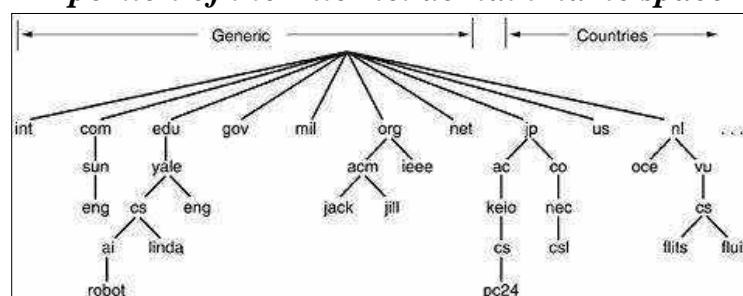 Generic Countries
int com edu gov mil org net jp us nl ...
sun yale acm ieee ac co oce vu
eng cs eng jack jill keio nec cs
ai linda cs csl flits
robot pc24